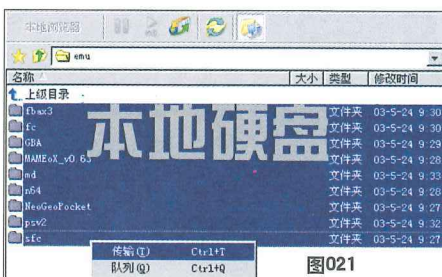 本地浏览器
emu
名称 大小 类型 修改时间
上级目录
fbax3 文件夹 03-5-24 9:30
fc 文件夹 03-5-24 9:30
GBA 文件夹 03-5-24 9:29
MAMEoX_v0.63 文件夹 03-5-24 9:28
md 文件夹 03-5-24 9:33
n64 文件夹 03-5-24 9:28
NeoGeoPocket 文件夹 03-5-24 9:27
psv2 文件夹 03-5-24 9:32
sfc 文件夹 03-5-24 9:27
本地硬盘
传输(T) Ctrl+T
队列(Q) Ctrl+Q
图021